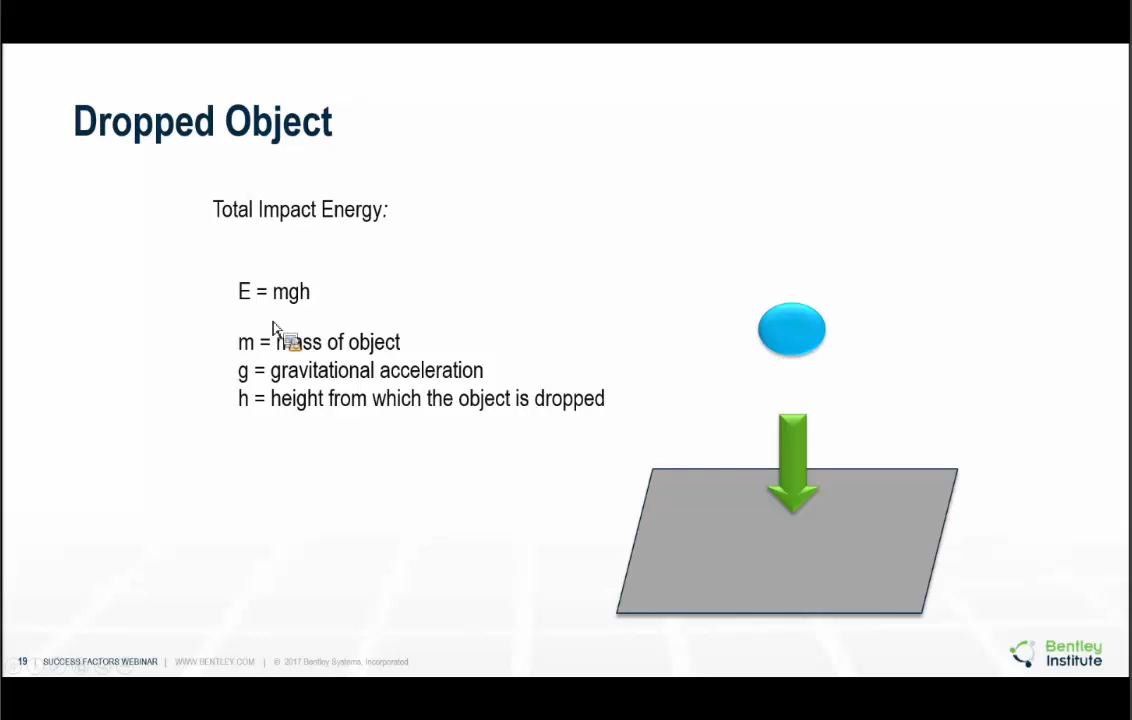 Dropped Object
Total Impact Energy:
E = mgh
m = mass of object
g = gravitational acceleration
h = height from which the object is dropped
19 | SUCCESS FACTORS WEBINAR | WWW.BENTLEY.COM | © 2017 Bentley Systems, Incorporated
Bentley
Institute